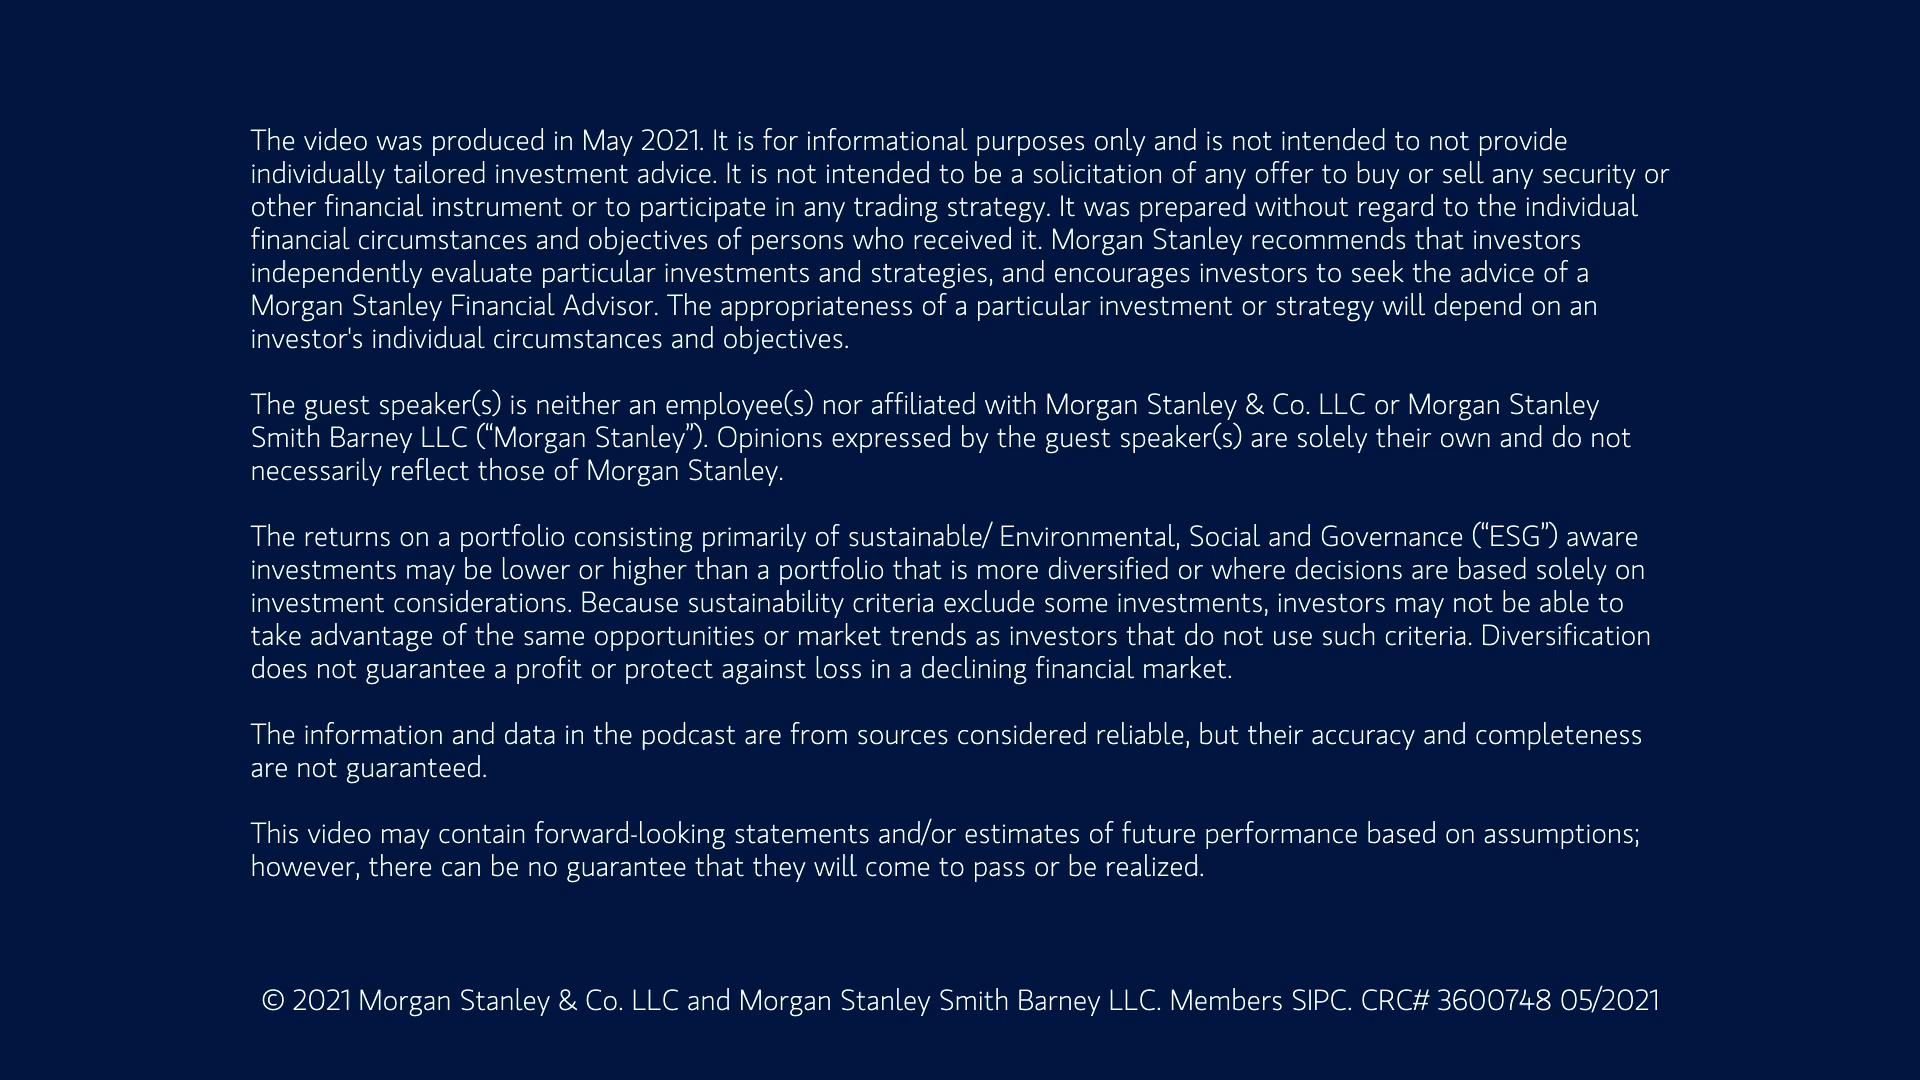 The video was produced in May 2021. It is for informational purposes only and is not intended to not provide
individually tailored investment advice. It is not intended to be a solicitation of any offer to buy or sell any security or
other financial instrument or to participate in any trading strategy. It was prepared without regard to the individual
financial circumstances and objectives of persons who received it. Morgan Stanley recommends that investors
independently evaluate particular investments and strategies, and encourages investors to seek the advice of a
Morgan Stanley Financial Advisor. The appropriateness of a particular investment or strategy will depend on an
investor's individual circumstances and objectives.
The guest speaker(s) is neither an employee(s) nor affiliated with Morgan Stanley & Co. LLC or Morgan Stanley
Smith Barney LLC (“Morgan Stanley”). Opinions expressed by the guest speaker(s) are solely their own and do not
necessarily reflect those of Morgan Stanley.
The returns on a portfolio consisting primarily of sustainable/ Environmental, Social and Governance (“ESG”) aware
investments may be lower or higher than a portfolio that is more diversified or where decisions are based solely on
investment considerations. Because sustainability criteria exclude some investments, investors may not be able to
take advantage of the same opportunities or market trends as investors that do not use such criteria. Diversification
does not guarantee a profit or protect against loss in a declining financial market.
The information and data in the podcast are from sources considered reliable, but their accuracy and completeness
are not guaranteed.
This video may contain forward-looking statements and/or estimates of future performance based on assumptions;
however, there can be no guarantee that they will come to pass or be realized.
© 2021 Morgan Stanley & Co. LLC and Morgan Stanley Smith Barney LLC. Members SIPC. CRC# 3600748 05/2021